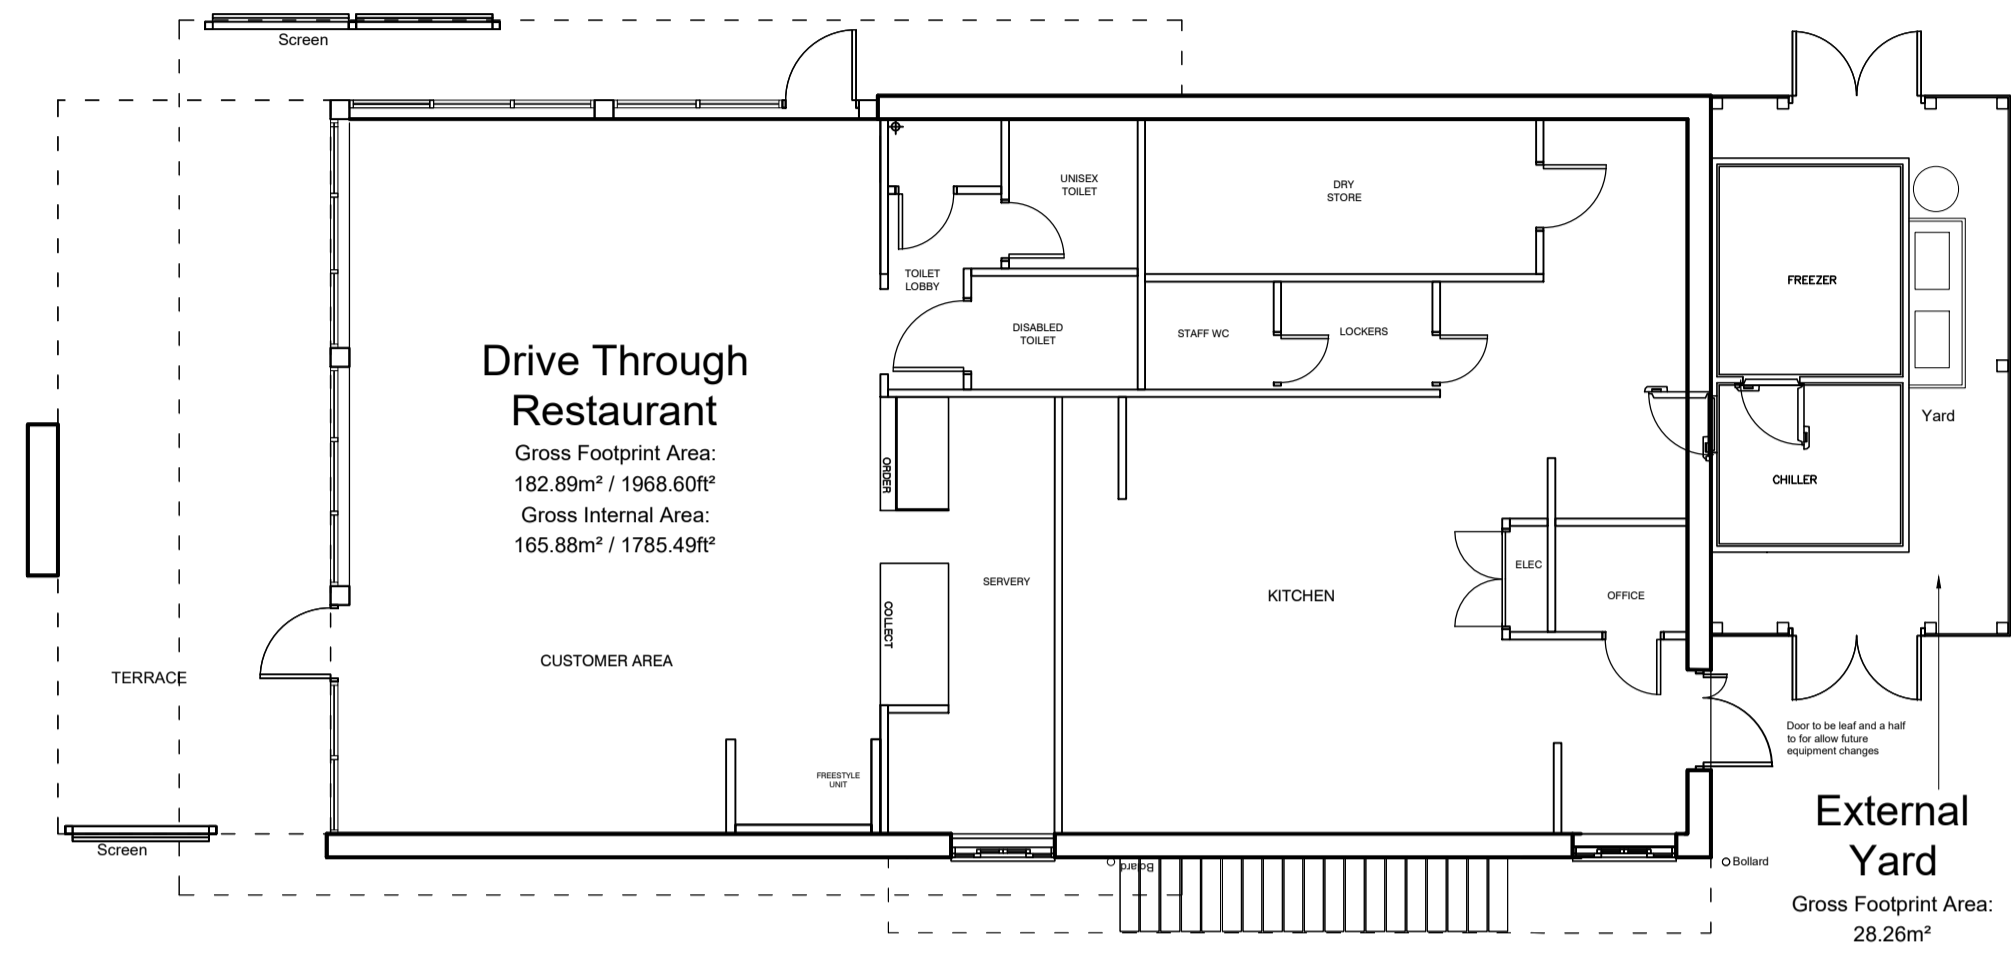 Screen
UNISEX
TOILET
DRY
STORE
TOILET
LOBBY
FREEZER
DISABLED
TOILET
STAFF WC
LOCKERS
Drive Through
Restaurant
Gross Footprint Area:
182.89m² / 1968.60ft²
Gross Internal Area:
165.88m² / 1785.49ft²
Yard
ORDER
CHILLER
ELEC
SERVERY
KITCHEN
OFFICE
COLLECT
CUSTOMER AREA
TERRACE
Door to be leaf and a half
to for allow future
equipment changes
FREESTYLE
UNIT
External
Yard
Gross Footprint Area:
28.26m²
Screen
Bollard
Bollard